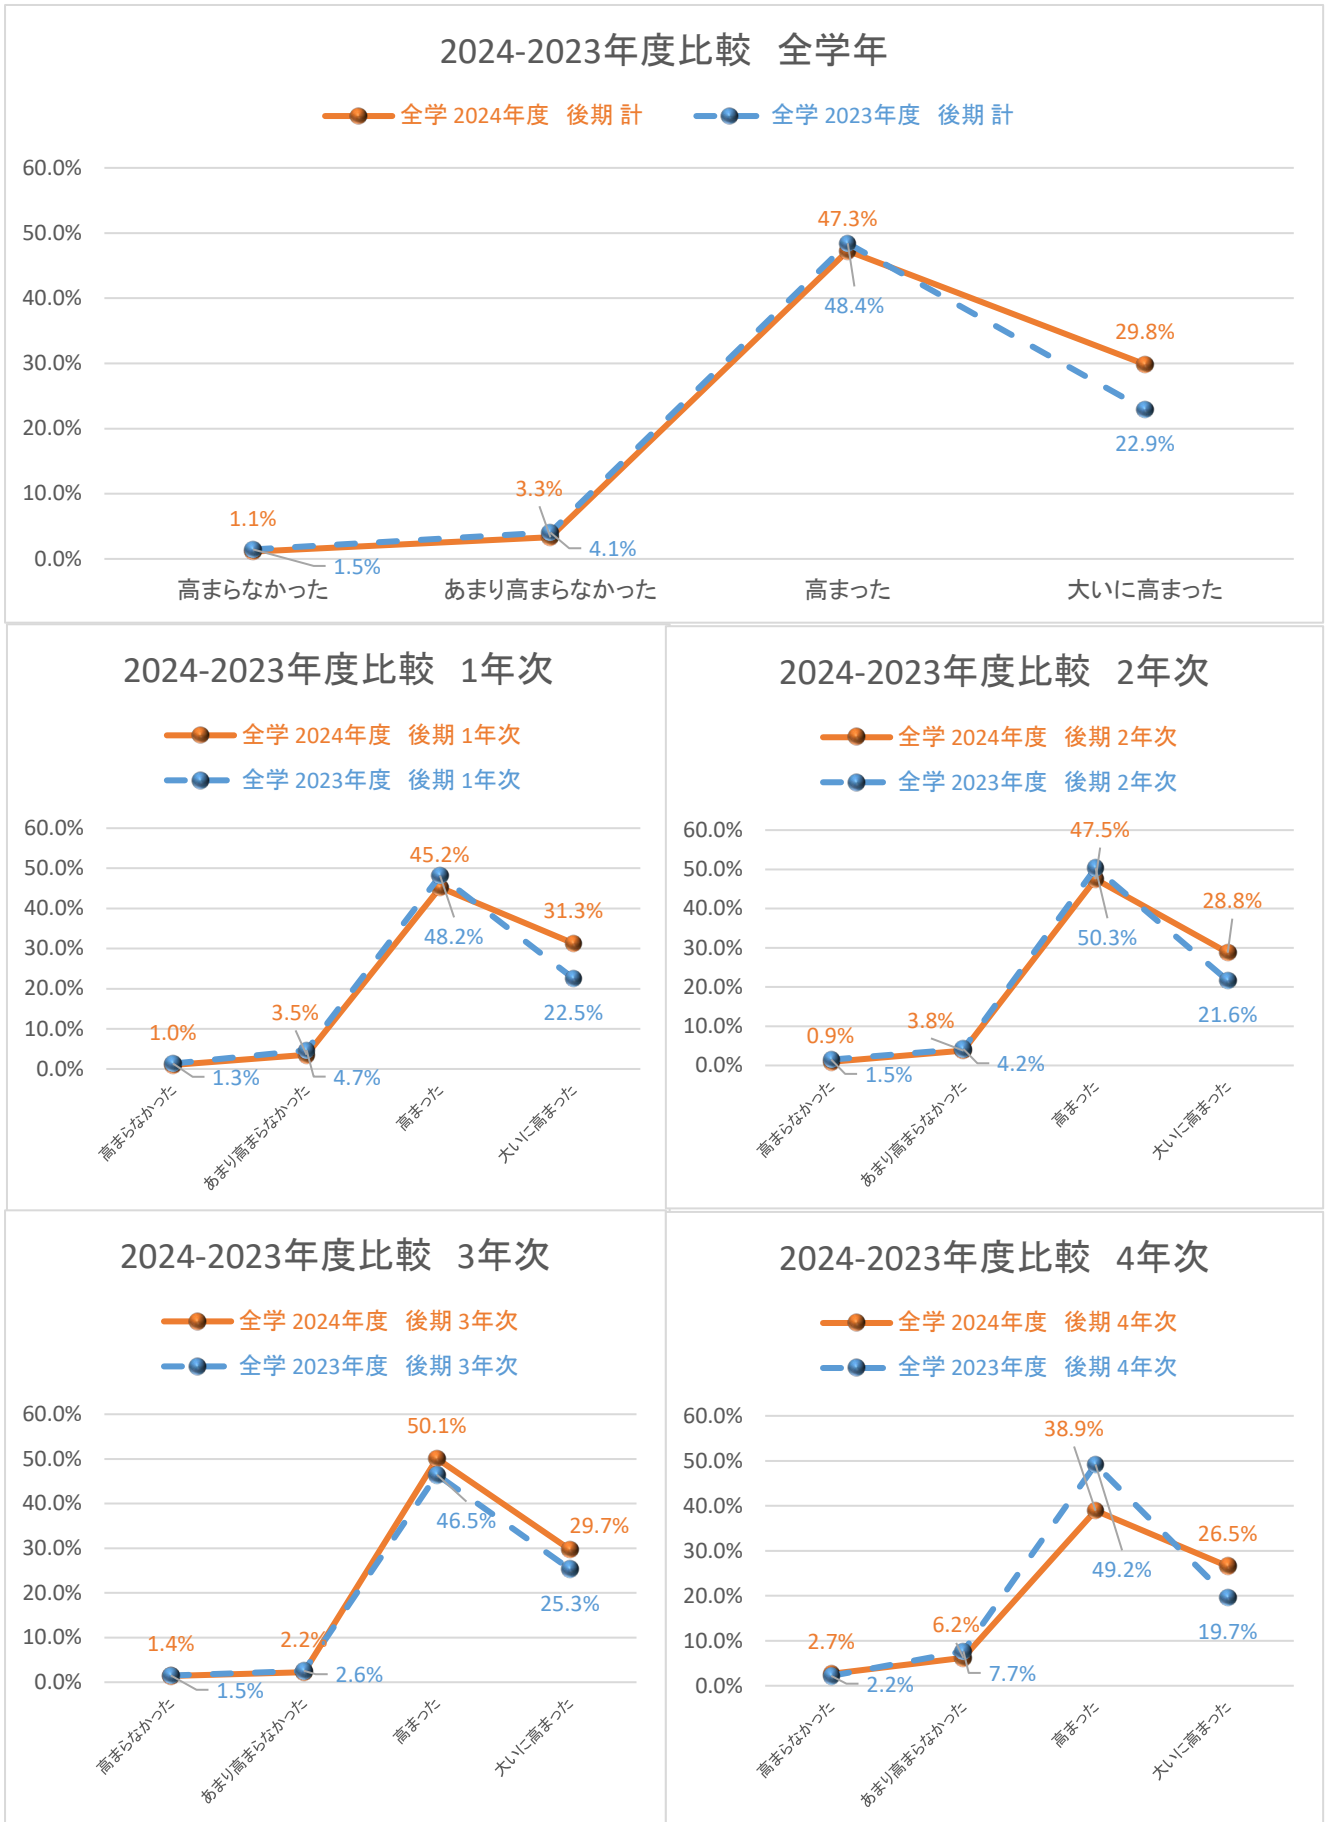 2024-2023年度比較　全学年
全学 2024年度　後期 計
全学 2023年度　後期 計
60.0%
50.0%
40.0%
30.0%
20.0%
10.0%
0.0%
47.3%
48.4%
29.8%
22.9%
3.3%
4.1%
1.1%
1.5%
高まらなかった
あまり高まらなかった
高まった
大いに高まった
2024-2023年度比較　1年次
全学 2024年度　後期 1年次
全学 2023年度　後期 1年次
60.0%
50.0%
40.0%
30.0%
20.0%
10.0%
0.0%
45.2%
48.2%
31.3%
22.5%
3.5%
4.7%
1.0%
1.3%
高まらなかった
あまり高まらなかった
高まった
大いに高まった
2024-2023年度比較　2年次
全学 2024年度　後期 2年次
全学 2023年度　後期 2年次
60.0%
50.0%
40.0%
30.0%
20.0%
10.0%
0.0%
47.5%
50.3%
28.8%
21.6%
3.8%
4.2%
0.9%
1.5%
高まらなかった
あまり高まらなかった
高まった
大いに高まった
2024-2023年度比較　3年次
全学 2024年度　後期 3年次
全学 2023年度　後期 3年次
60.0%
50.0%
40.0%
30.0%
20.0%
10.0%
0.0%
50.1%
46.5%
29.7%
25.3%
2.2%
2.6%
1.4%
1.5%
高まらなかった
あまり高まらなかった
高まった
大いに高まった
2024-2023年度比較　4年次
全学 2024年度　後期 4年次
全学 2023年度　後期 4年次
60.0%
50.0%
40.0%
30.0%
20.0%
10.0%
0.0%
38.9%
49.2%
26.5%
19.7%
6.2%
7.7%
2.7%
2.2%
高まらなかった
あまり高まらなかった
高まった
大いに高まった